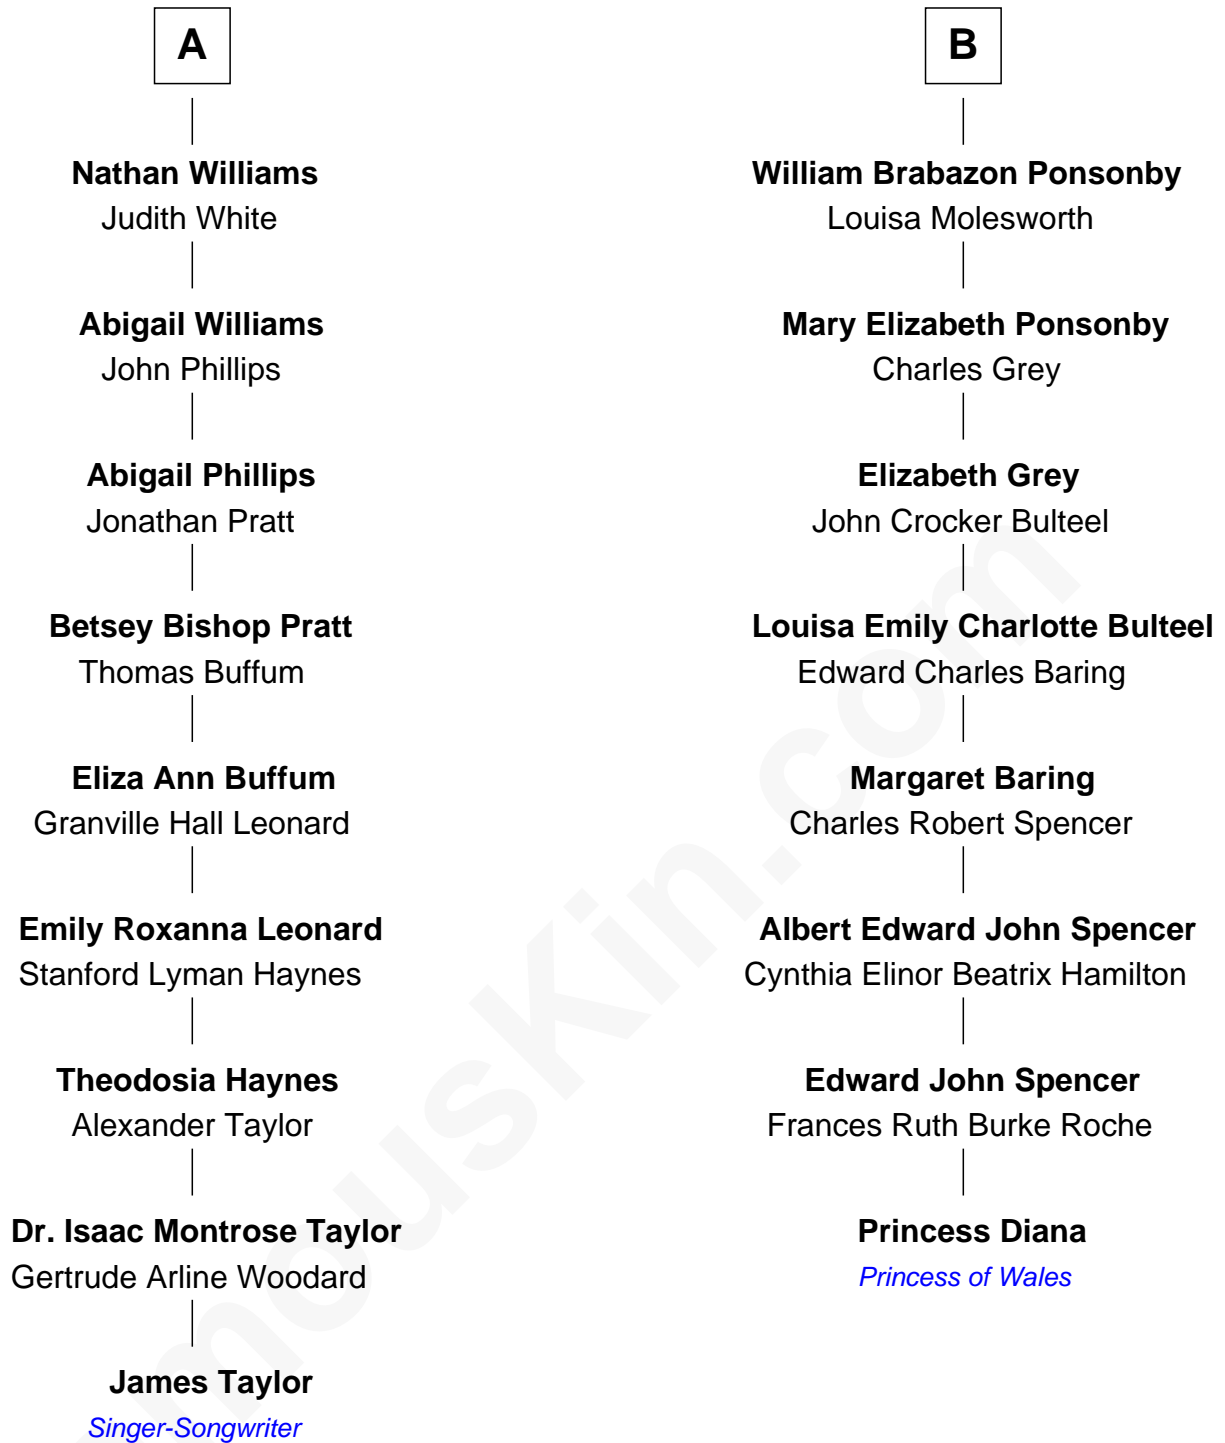 A
Nathan Williams
Judith White
Abigail Williams
John Phillips
Abigail Phillips
Jonathan Pratt
Betsey Bishop Pratt
Thomas Buffum
Eliza Ann Buffum
Granville Hall Leonard
Emily Roxanna Leonard
Stanford Lyman Haynes
Theodosia Haynes
Alexander Taylor
Dr. Isaac Montrose Taylor
Gertrude Arline Woodard
James Taylor
Singer-Songwriter
B
William Brabazon Ponsonby
Louisa Molesworth
Mary Elizabeth Ponsonby
Charles Grey
Elizabeth Grey
John Crocker Bulteel
Louisa Emily Charlotte Bulteel
Edward Charles Baring
Margaret Baring
Charles Robert Spencer
Albert Edward John Spencer
Cynthia Elinor Beatrix Hamilton
Edward John Spencer
Frances Ruth Burke Roche
Princess Diana
Princess of Wales
mousKin.com